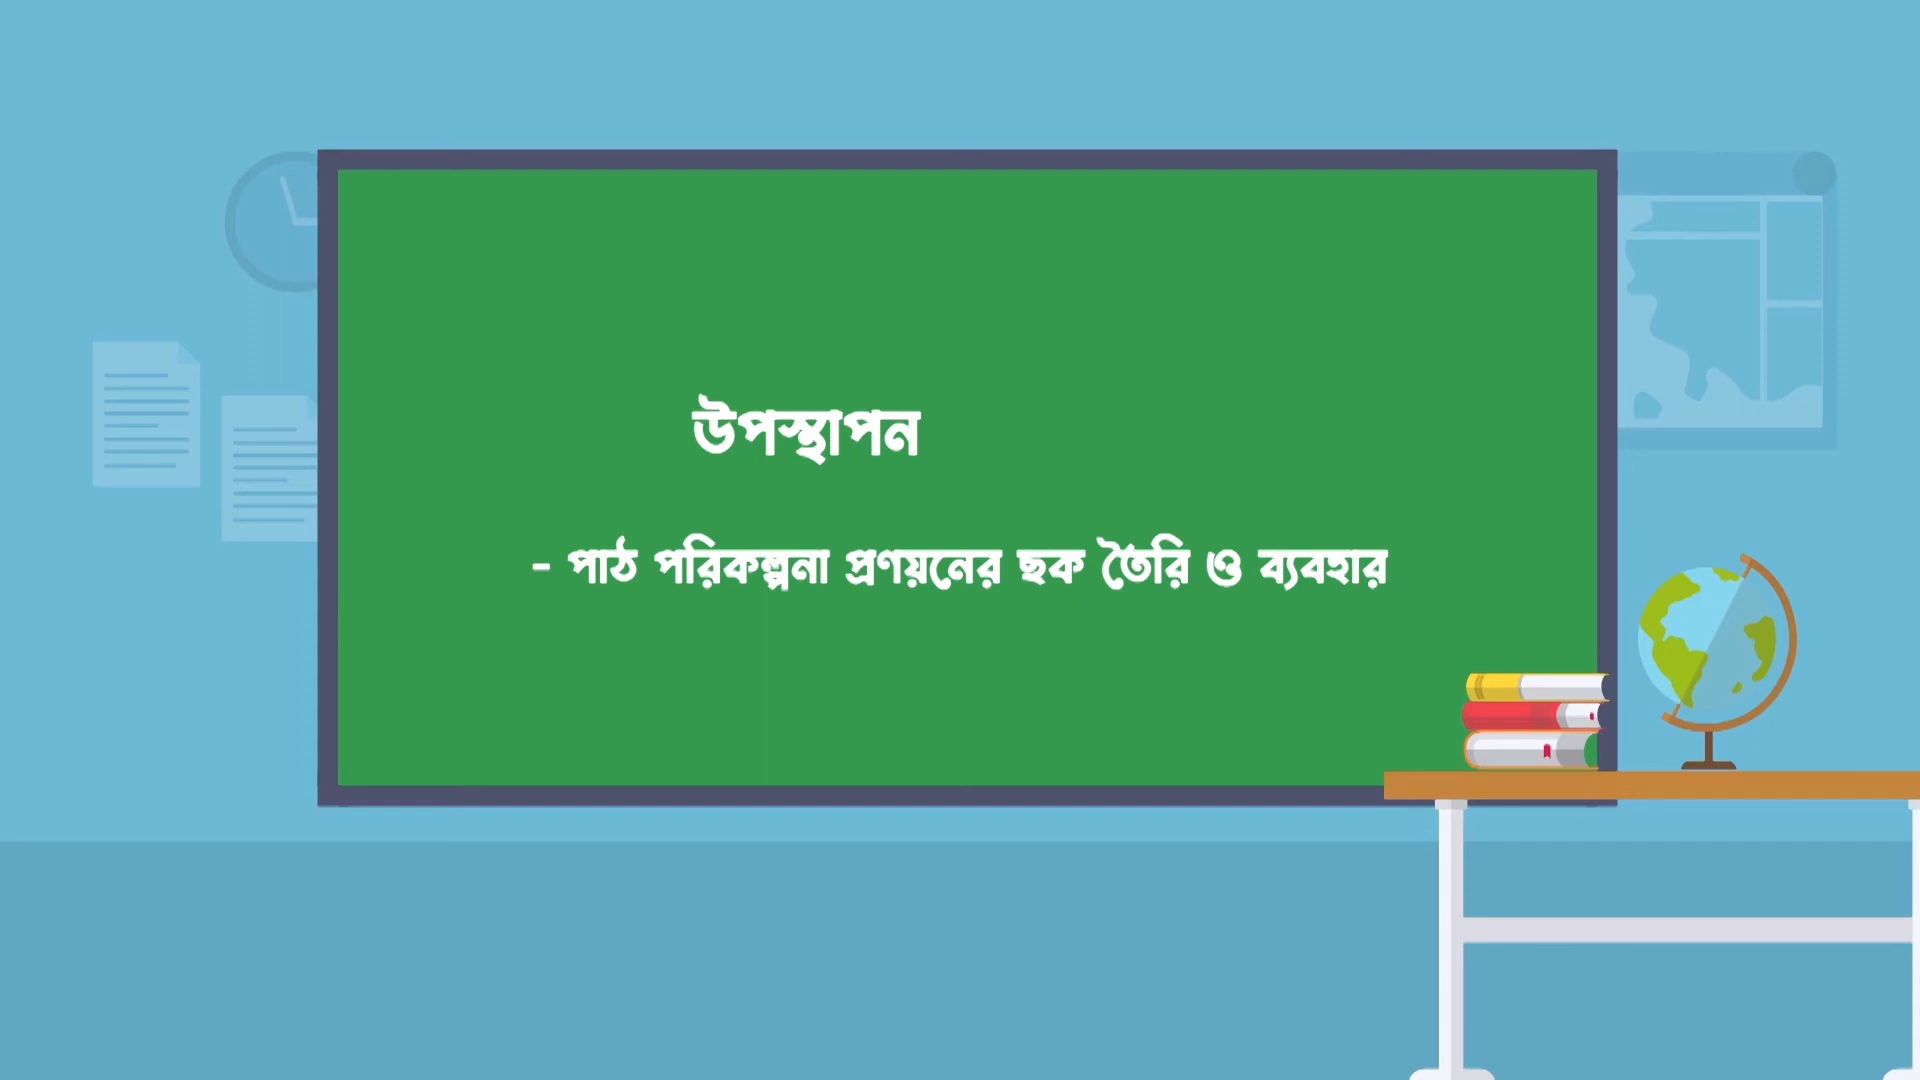 উপস্থাপন
- পাঠ পরিকল্পনা প্রণয়নের ছক তৈরি ও ব্যবহার